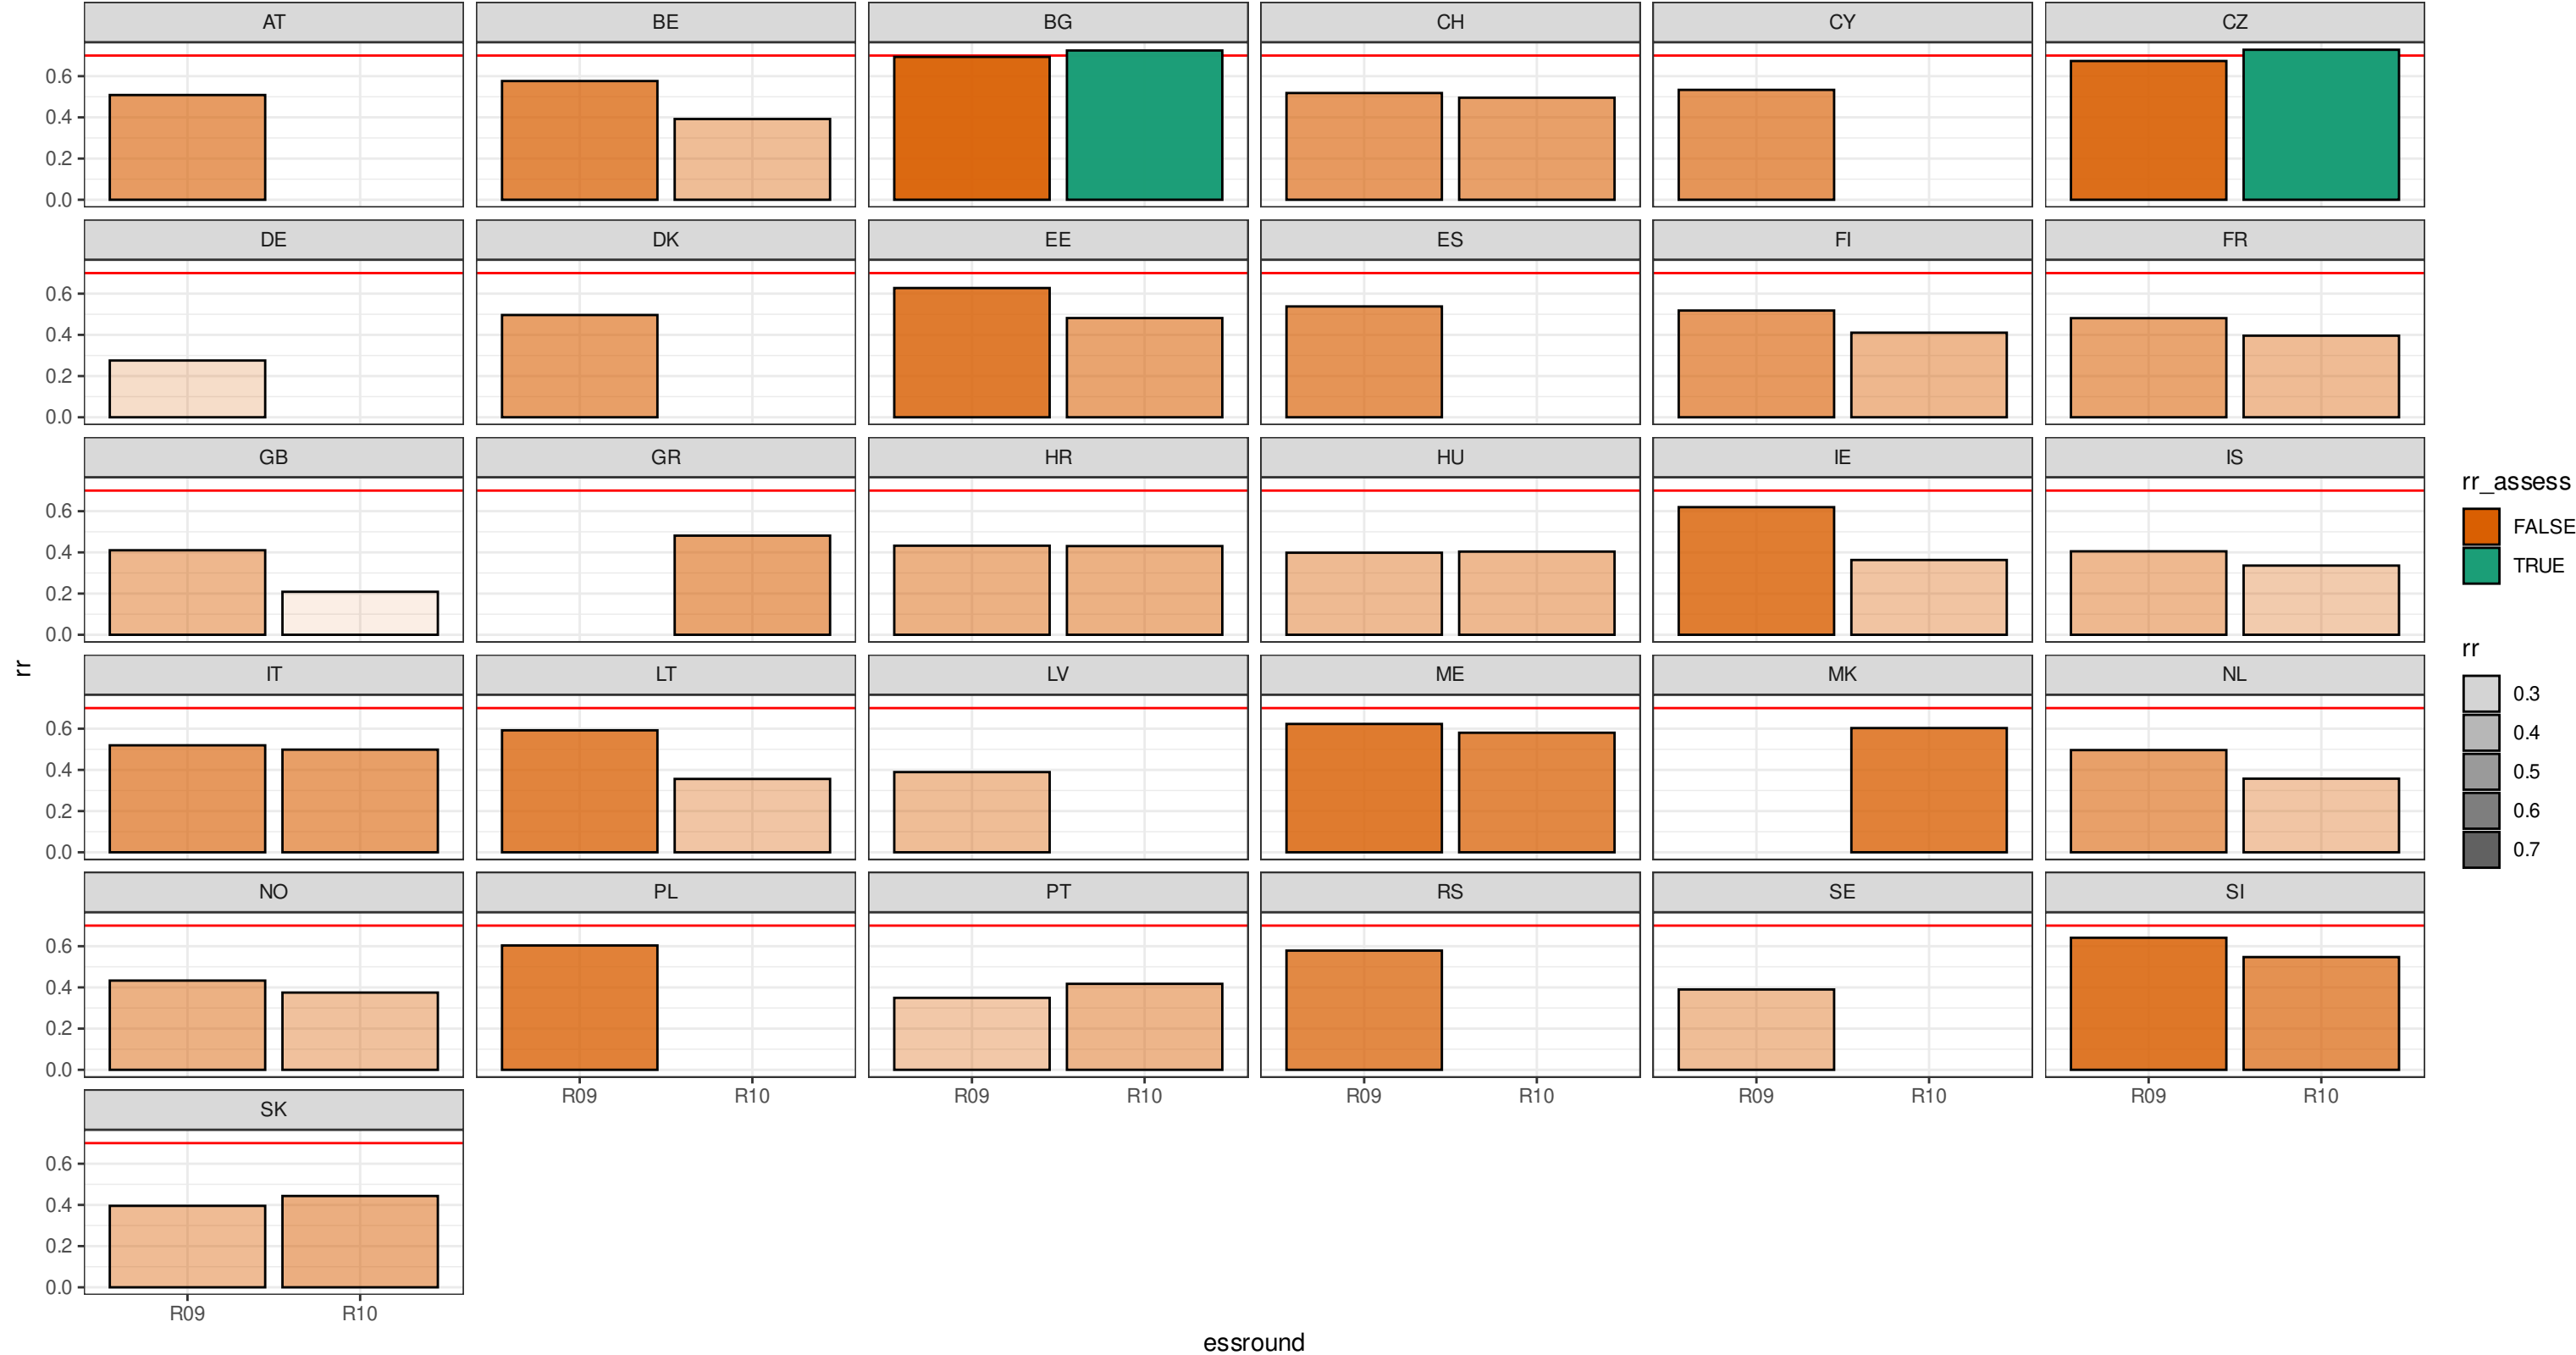 AT BE BG CH CY CZ
0.6
0.4
0.2
0.0
DE DK EE ES FI FR
0.6
0.4
0.2
0.0
GB GR HR HU IE IS
0.6
0.4
0.2
0.0
IT LT LV ME MK NL
0.6
0.4
0.2
0.0
NO PL PT RS SE SI
0.6
0.4
0.2
0.0
R09 R10 R09 R10 R09 R10 R09 R10 R09 R10
SK
0.6
0.4
0.2
0.0
R09 R10
rr
essround
rr_assess
FALSE
TRUE
rr
0.3
0.4
0.5
0.6
0.7